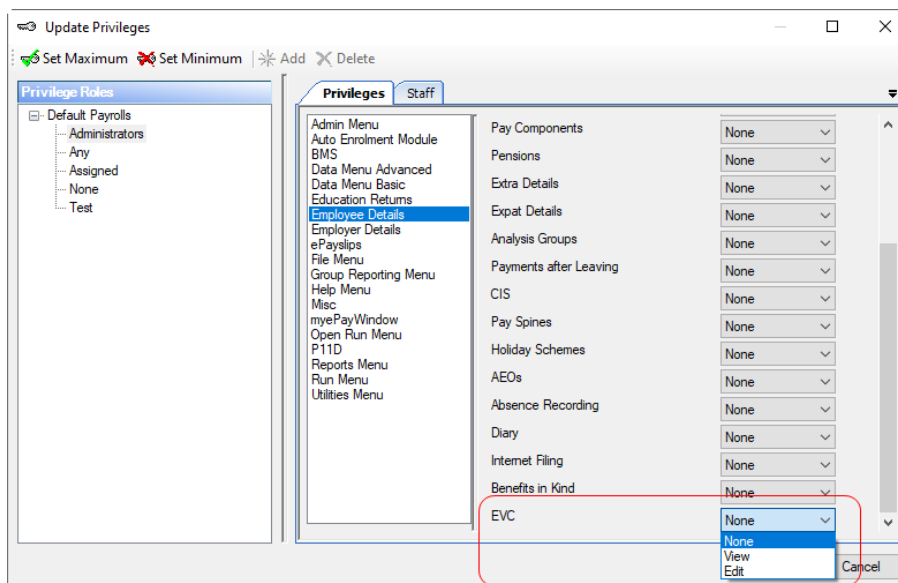 Update Privileges
Set Maximum Set Minimum Add Delete
Privilege Roles
Default Payrolls
Administrators
Any
Assigned
None
Test
Privileges Staff
Admin Menu
Auto Enrolment Module
BMS
Data Menu Advanced
Data Menu Basic
Education Returns
Employee Details
Employer Details
ePayslips
File Menu
Group Reporting Menu
Help Menu
Misc
myePayWindow
Open Run Menu
P11D
Reports Menu
Run Menu
Utilities Menu
Pay Components None
Pensions None
Extra Details None
Expat Details None
Analysis Groups None
Payments after Leaving None
CIS None
Pay Spines None
Holiday Schemes None
AEOs None
Absence Recording None
Diary None
Internet Filing None
Benefits in Kind None
EVC None
None
View
Edit
Cancel